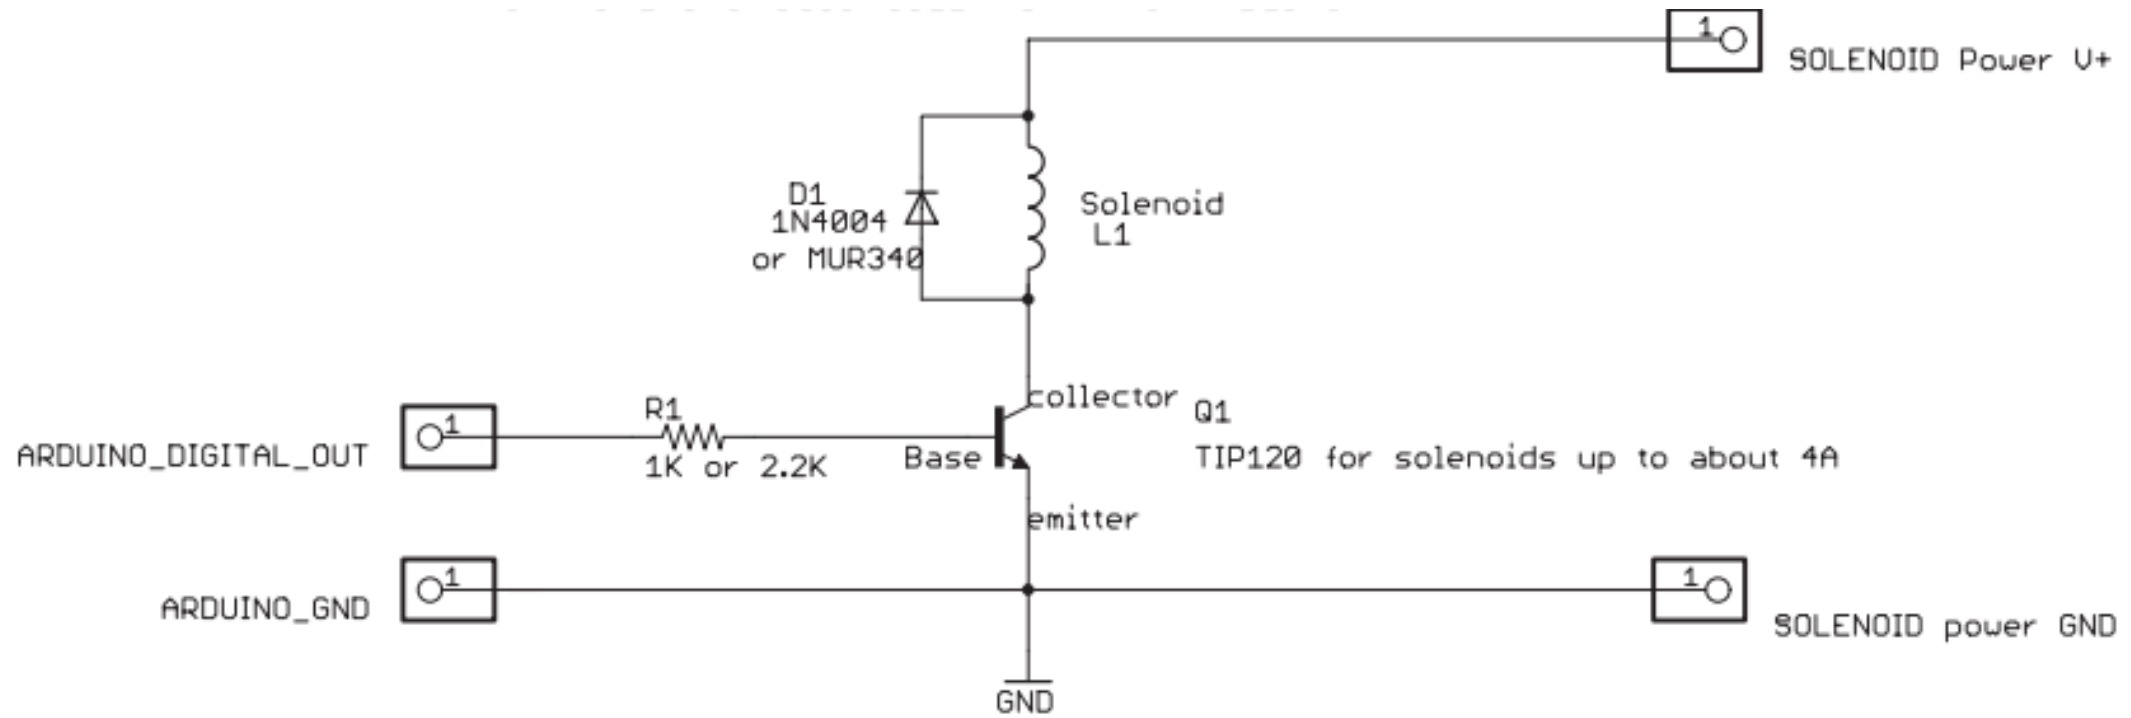 1
SOLENOID Power V+
D1
1N4004
or MUR340
Solenoid
L1
collector
Q1
R1
1
ARDUINO_DIGITAL_OUT
1K or 2.2K
Base
TIP120 for solenoids up to about 4A
emitter
1
ARDUINO_GND
1
SOLENOID power GND
GND